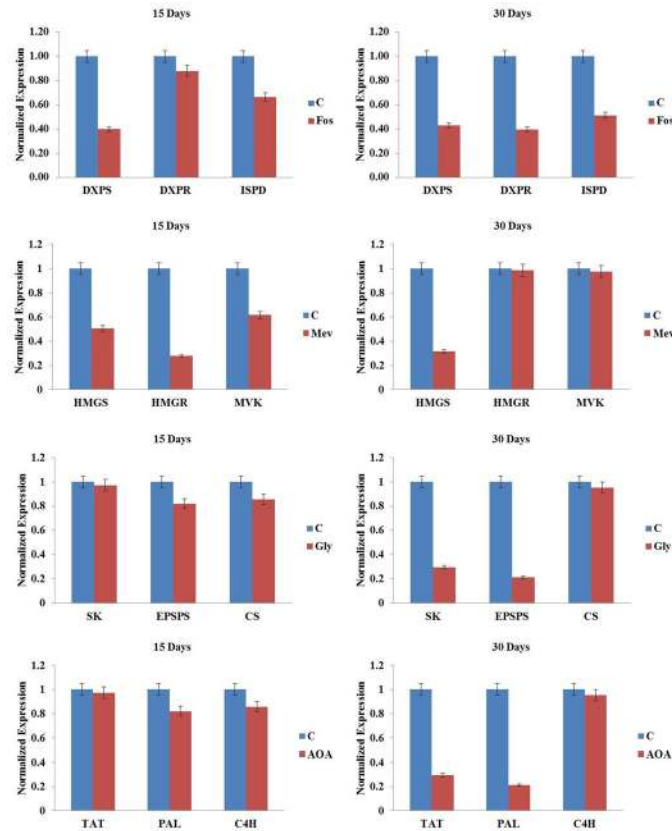 15 Days
Normalized Expression
1.20
1.00
0.80
0.60
0.40
0.20
0.00
DXPS DXPR ISPD
C
Fos
30 Days
Normalized Expression
1.20
1.00
0.80
0.60
0.40
0.20
0.00
DXPS DXPR ISPD
C
Fos
15 Days
Normalized Expression
1.2
1
0.8
0.6
0.4
0.2
0
HMGS HMGR MVK
C
Mev
30 Days
Normalized Expression
1.2
1
0.8
0.6
0.4
0.2
0
HMGS HMGR MVK
C
Mev
15 Days
Normalized Expression
1.2
1
0.8
0.6
0.4
0.2
0
SK EPSPS CS
C
Gly
30 Days
Normalized Expression
1.2
1
0.8
0.6
0.4
0.2
0
SK EPSPS CS
C
Gly
15 Days
Normalized Expression
1.2
1
0.8
0.6
0.4
0.2
0
TAT PAL C4H
C
AOA
30 Days
Normalized Expression
1.2
1
0.8
0.6
0.4
0.2
0
TAT PAL C4H
C
AOA